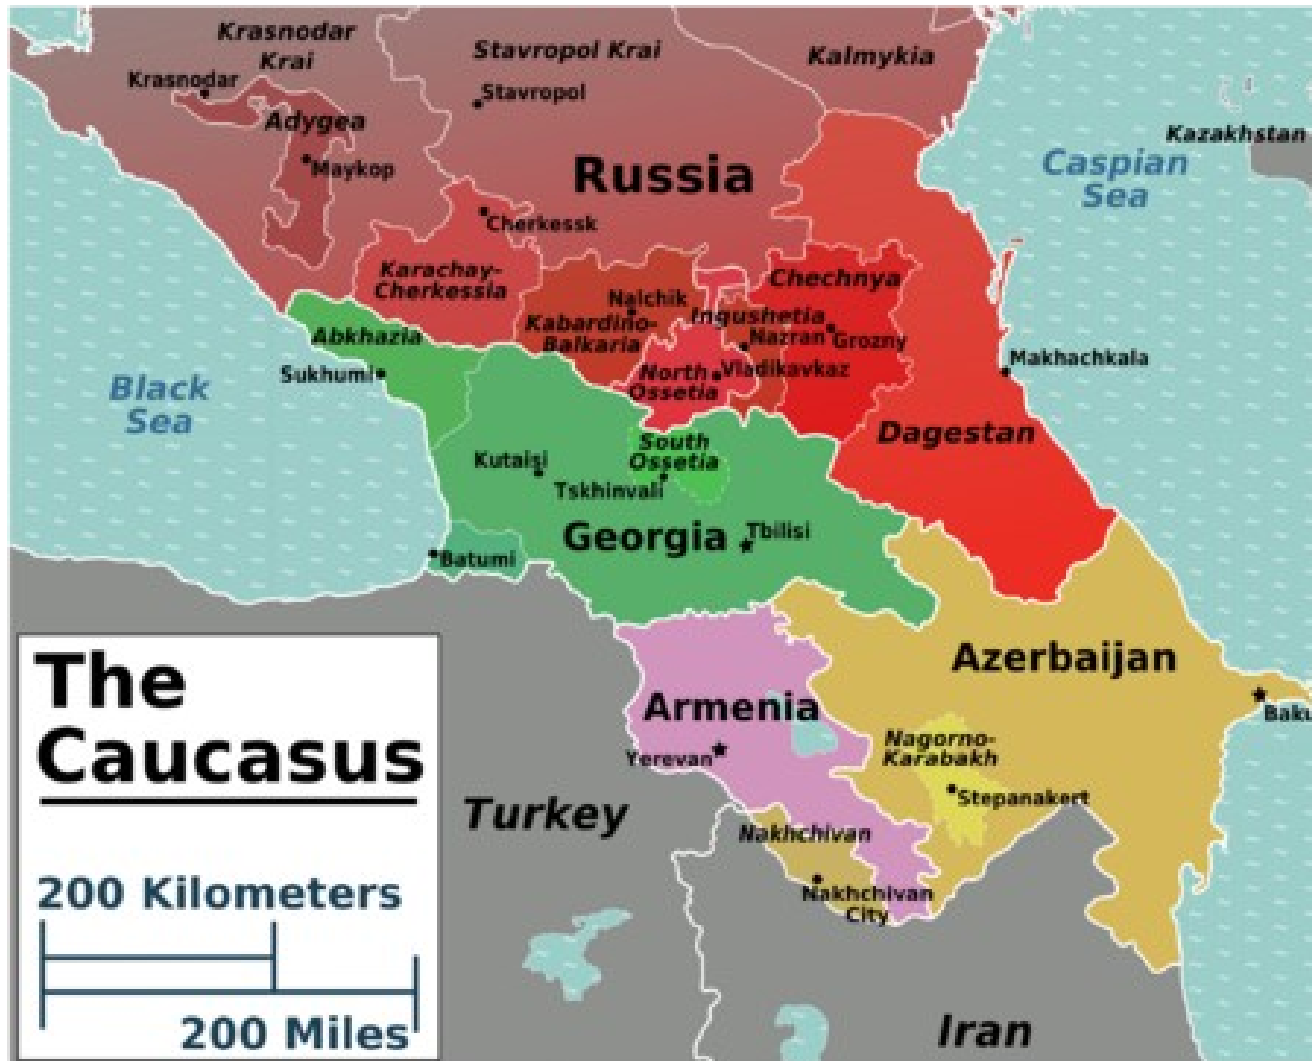 Krasnodar
Krai
Stavropol Krai
Kalmykia
Krasnodar
Stavropol
Adygea
Kazakhstan
Maykop
Russia
Caspian
Sea
Cherkessk
Karachay-
Cherkessia
Chechnya
Nalchik
Ingushetia
Kabardino-
Balkaria
Nazran
Grozny
Abkhazia
Makhachkala
Sukhumi
North
Ossetia
Vladikavkaz
Black
Sea
Dagestan
South
Ossetia
Kutaisi
Tskhinvali
Georgia
Tbilisi
Batumi
The
Caucasus
Azerbaijan
Armenia
Baku
Nagorno-
Karabakh
Yerevan
Stepanakert
Turkey
Nakhchivan
Nakhchivan
City
200 Kilometers
200 Miles
Iran